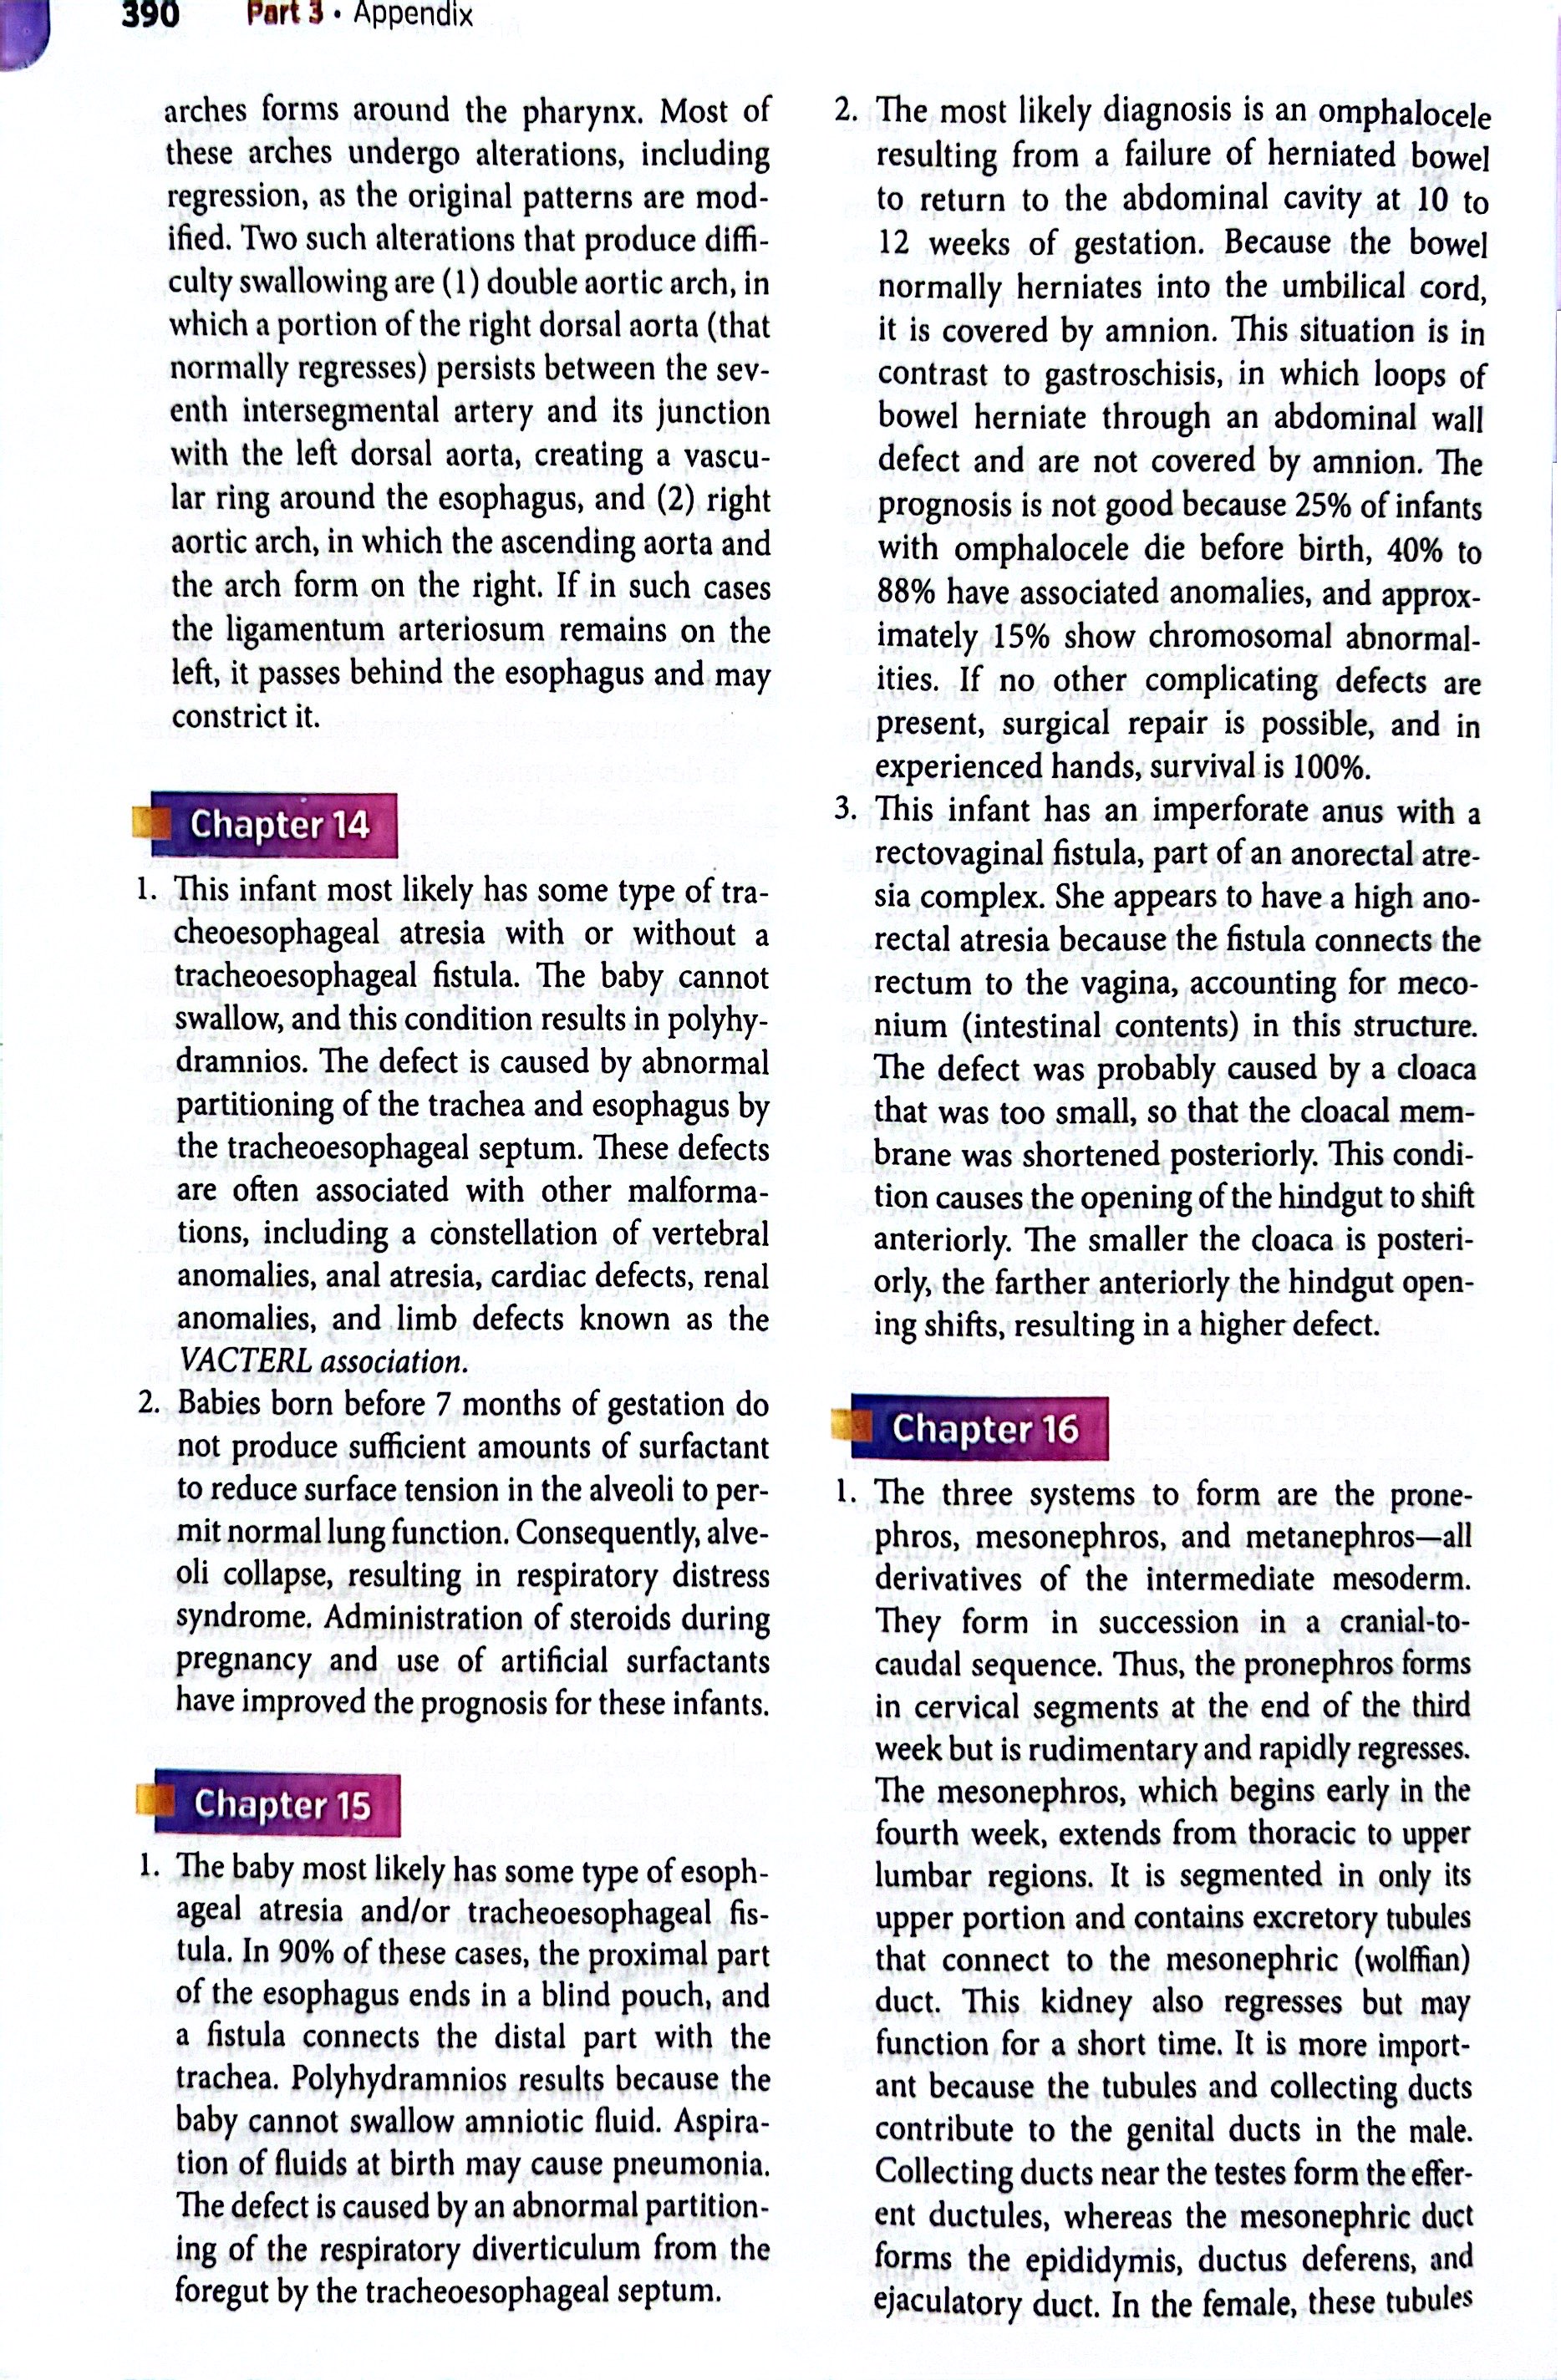 390 Part 3 • Appendix
arches forms around the pharynx. Most of
these arches undergo alterations, including
regression, as the original patterns are mod-
ified. Two such alterations that produce diffi-
culty swallowing are (1) double aortic arch, in
which a portion of the right dorsal aorta (that
normally regresses) persists between the sev-
enth intersegmental artery and its junction
with the left dorsal aorta, creating a vascu-
lar ring around the esophagus, and (2) right
aortic arch, in which the ascending aorta and
the arch form on the right. If in such cases
the ligamentum arteriosum remains on the
left, it passes behind the esophagus and may
constrict it.
Chapter 14
1. This infant most likely has some type of tra-
cheoesophageal atresia with or without a
tracheoesophageal fistula. The baby cannot
swallow, and this condition results in polyhy-
dramnios. The defect is caused by abnormal
partitioning of the trachea and esophagus by
the tracheoesophageal septum. These defects
are often associated with other malforma-
tions, including a constellation of vertebral
anomalies, anal atresia, cardiac defects, renal
anomalies, and limb defects known as the
VACTERL association.
2. Babies born before 7 months of gestation do
not produce sufficient amounts of surfactant
to reduce surface tension in the alveoli to per-
mit normal lung function. Consequently, alve-
oli collapse, resulting in respiratory distress
syndrome. Administration of steroids during
pregnancy and use of artificial surfactants
have improved the prognosis for these infants.
Chapter 15
1. The baby most likely has some type of esoph-
ageal atresia and/or tracheoesophageal fis-
tula. In 90% of these cases, the proximal part
of the esophagus ends in a blind pouch, and
a fistula connects the distal part with the
trachea. Polyhydramnios results because the
baby cannot swallow amniotic fluid. Aspira-
tion of fluids at birth may cause pneumonia.
The defect is caused by an abnormal partition-
ing of the respiratory diverticulum from the
foregut by the tracheoesophageal septum.
2. The most likely diagnosis is an omphalocele
resulting from a failure of herniated bowel
to return to the abdominal cavity at 10 to
12 weeks of gestation. Because the bowel
normally herniates into the umbilical cord,
it is covered by amnion. This situation is in
contrast to gastroschisis, in which loops of
bowel herniate through an abdominal wall
defect and are not covered by amnion. The
prognosis is not good because 25% of infants
with omphalocele die before birth, 40% to
88% have associated anomalies, and approx-
imately 15% show chromosomal abnormal-
ities. If no other complicating defects are
present, surgical repair is possible, and in
experienced hands, survival is 100%.
3. This infant has an imperforate anus with a
rectovaginal fistula, part of an anorectal atre-
sia complex. She appears to have a high ano-
rectal atresia because the fistula connects the
rectum to the vagina, accounting for meco-
nium (intestinal contents) in this structure.
The defect was probably caused by a cloaca
that was too small, so that the cloacal mem-
brane was shortened posteriorly. This condi-
tion causes the opening of the hindgut to shift
anteriorly. The smaller the cloaca is posteri-
orly, the farther anteriorly the hindgut open-
ing shifts, resulting in a higher defect.
Chapter 16
1. The three systems to form are the prone-
phros, mesonephros, and metanephros—all
derivatives of the intermediate mesoderm.
They form in succession in a cranial-to-
caudal sequence. Thus, the pronephros forms
in cervical segments at the end of the third
week but is rudimentary and rapidly regresses.
The mesonephros, which begins early in the
fourth week, extends from thoracic to upper
lumbar regions. It is segmented in only its
upper portion and contains excretory tubules
that connect to the mesonephric (wolffian)
duct. This kidney also regresses but may
function for a short time. It is more import-
ant because the tubules and collecting ducts
contribute to the genital ducts in the male.
Collecting ducts near the testes form the effer-
ent ductules, whereas the mesonephric duct
forms the epididymis, ductus deferens, and
ejaculatory duct. In the female, these tubules